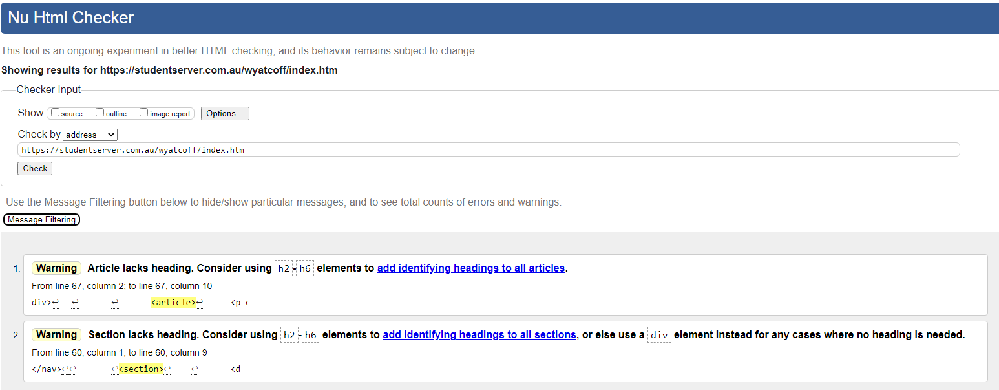 Nu Html Checker
This tool is an ongoing experiment in better HTML checking, and its behavior remains subject to change
Showing results for https://studentserver.com.au/wyatcoff/index.htm
Checker Input
Show source outline image report Options...
Check by address
https://studentserver.com.au/wyatcoff/index.htm
Check
Use the Message Filtering button below to hide/show particular messages, and to see total counts of errors and warnings.
Message Filtering
1. Warning Article lacks heading. Consider using h2-h6 elements to add identifying headings to all articles.
From line 67, column 2; to line 67, column 10
div>↩ ↩ ↩ <article>↩ <p c
2. Warning Section lacks heading. Consider using h2-h6 elements to add identifying headings to all sections, or else use a div element instead for any cases where no heading is needed.
From line 60, column 1; to line 60, column 9
</nav>↩↩ ↩<section>↩ ↩ <d